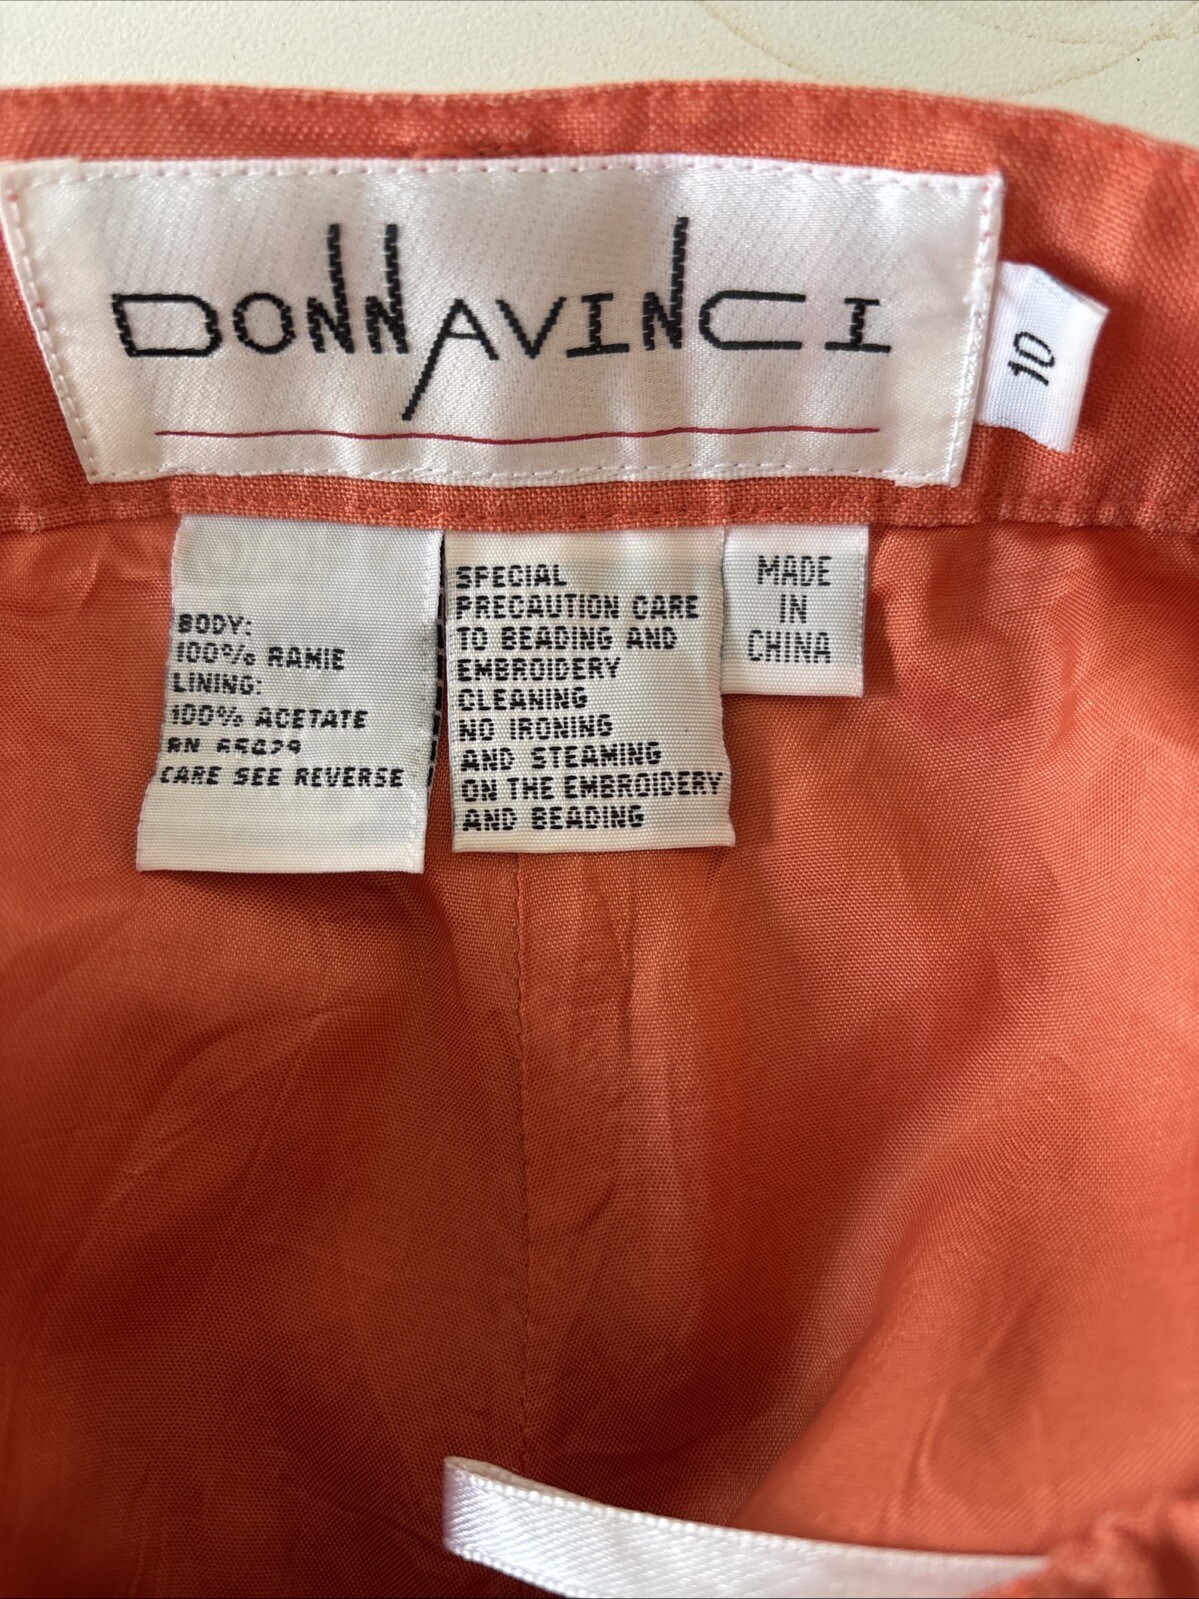 DONNAVINCI
10
BODY:
100% RAMIE
LINING:
100% ACETATE
RN
CARE SEE REVERSE
SPECIAL
PRECAUTION CARE
TO BEADING AND
EMBROIDERY
CLEANING
NO IRONING
AND STEAMING
ON THE EMBROIDERY
AND BEADING
MADE
IN
CHINA